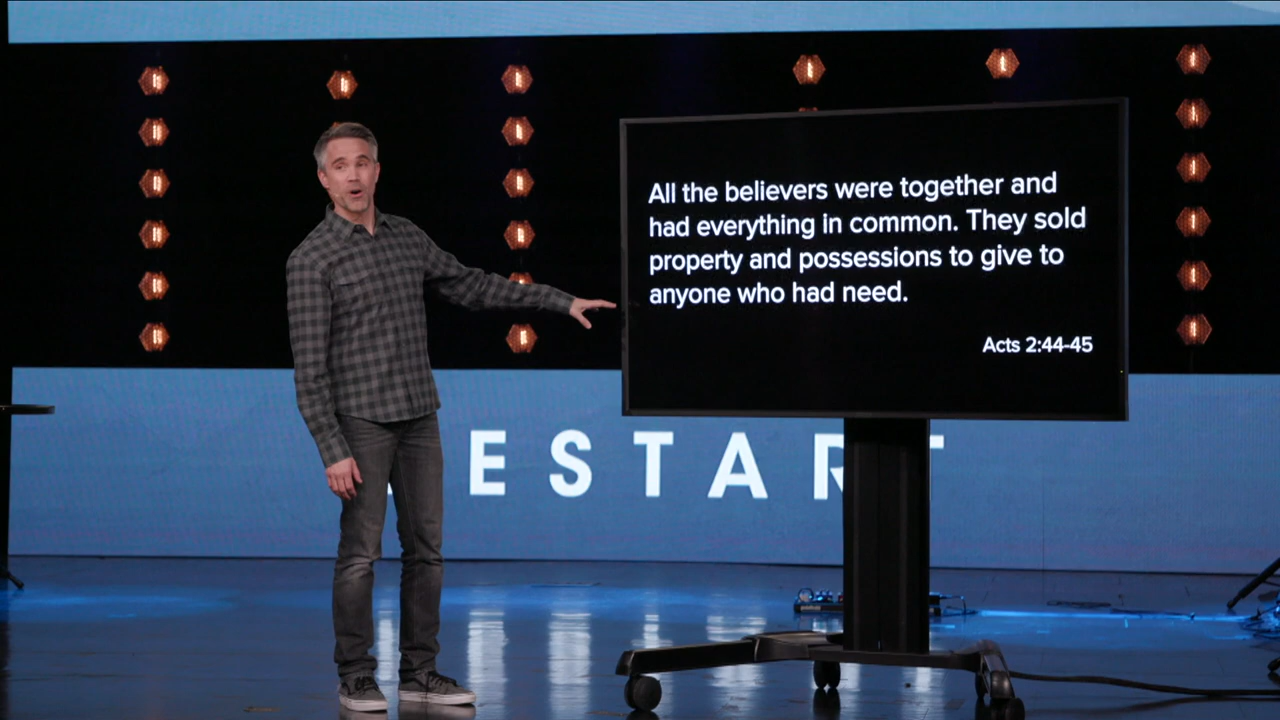 All the believers were together and
had everything in common. They sold
property and possessions to give to
anyone who had need.
Acts 2:44-45
ESTART